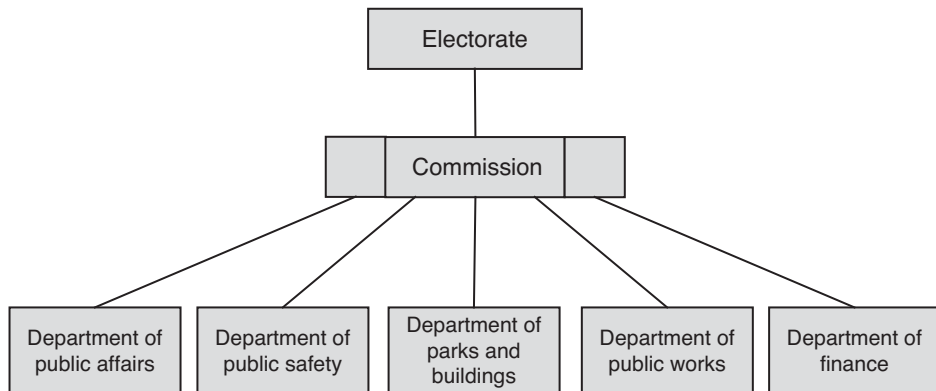 Electorate
Commission
Department of
public affairs
Department of
public safety
Department of
parks and
buildings
Department of
public works
Department of
finance